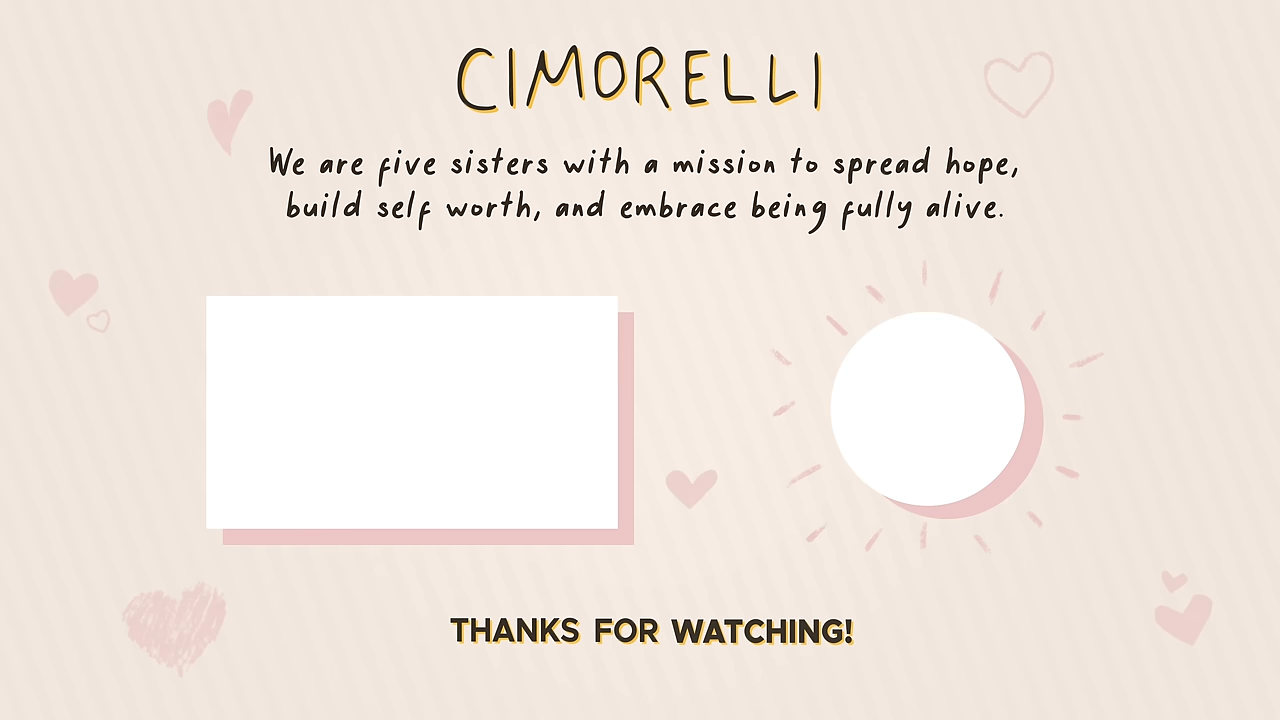 CIMORELLI
We are five sisters with a mission to spread hope,
build self worth, and embrace being fully alive.
THANKS FOR WATCHING!